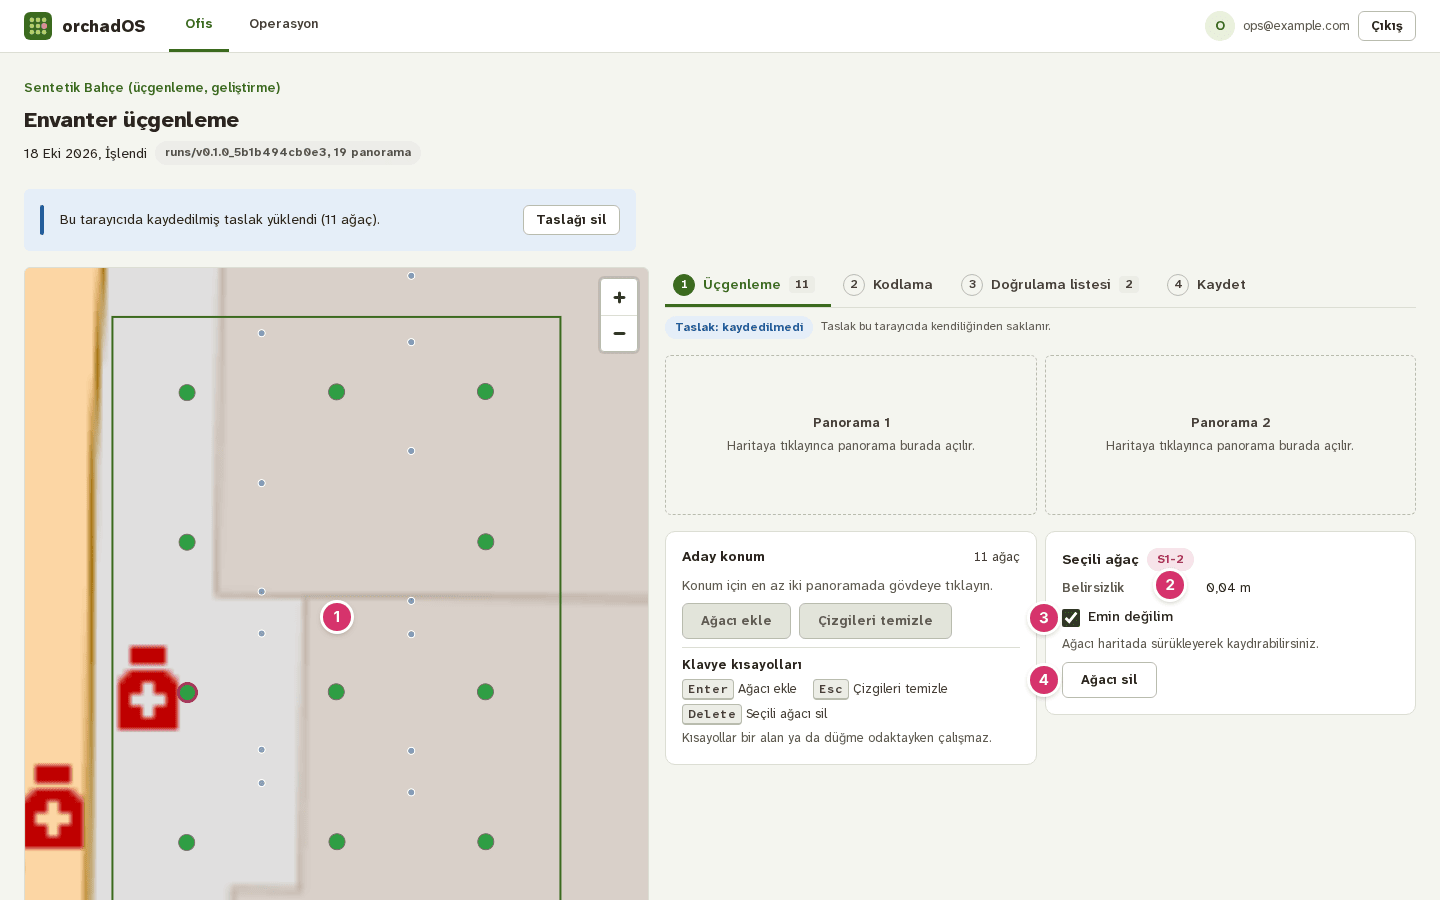 orchadOS
Ofis
Operasyon
O
ops@example.com
Çıkış
Sentetik Bahçe (üçgenleme, geliştirme)
Envanter üçgenleme
18 Eki 2026, İşlendi
runs/v0.1.0_5b1b494cb0e3, 19 panorama
Bu tarayıcıda kaydedilmiş taslak yüklendi (11 ağaç).
Taslağı sil
+
−
1
1 Üçgenleme 11
2 Kodlama
3 Doğrulama listesi 2
4 Kaydet
Taslak: kaydedilmedi
Taslak bu tarayıcıda kendiliğinden saklanır.
Panorama 1
Haritaya tıklayınca panorama burada açılır.
Panorama 2
Haritaya tıklayınca panorama burada açılır.
Aday konum
11 ağaç
Konum için en az iki panoramada gövdeye tıklayın.
Ağacı ekle
Çizgileri temizle
Klavye kısayolları
Enter Ağacı ekle
Esc Çizgileri temizle
Delete Seçili ağacı sil
Kısayollar bir alan ya da düğme odaktayken çalışmaz.
Seçili ağaç
S1-2
Belirsizlik
2
0,04 m
3
Emin değilim
Ağacı haritada sürükleyerek kaydırabilirsiniz.
4
Ağacı sil